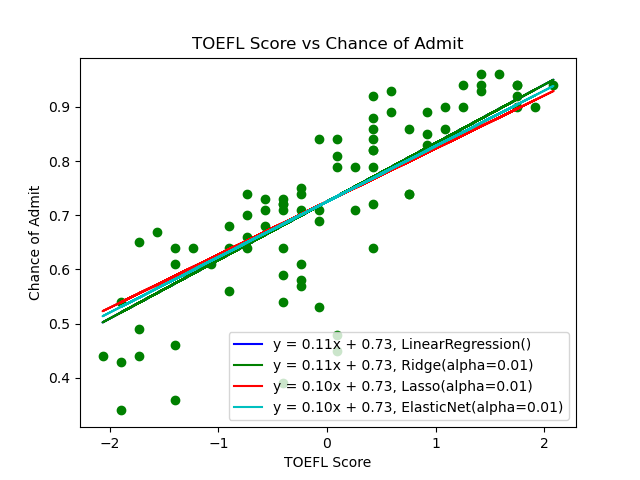 TOEFL Score vs Chance of Admit
Chance of Admit
0.9
0.8
0.7
0.6
0.5
0.4
y = 0.11x + 0.73, LinearRegression()
y = 0.11x + 0.73, Ridge(alpha=0.01)
y = 0.10x + 0.73, Lasso(alpha=0.01)
y = 0.10x + 0.73, ElasticNet(alpha=0.01)
−2
−1
0
1
2
TOEFL Score